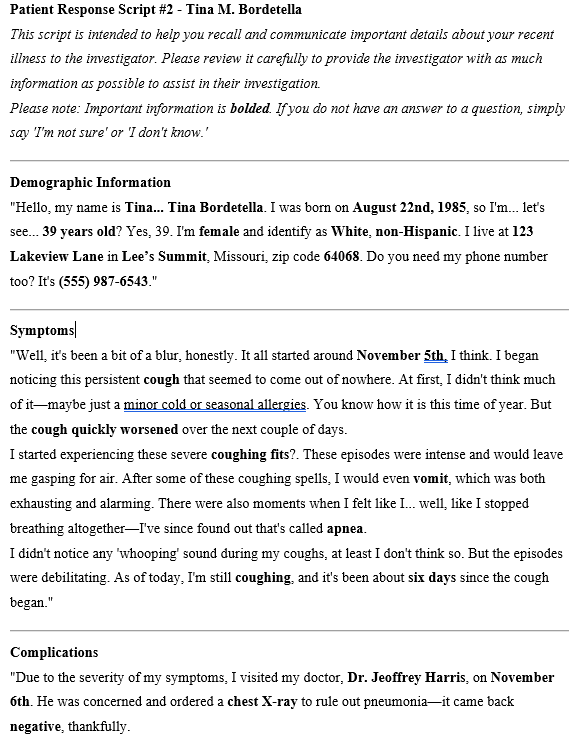 Patient Response Script #2 - Tina M. Bordetella
This script is intended to help you recall and communicate important details about your recent
illness to the investigator. Please review it carefully to provide the investigator with as much
information as possible to assist in their investigation.
Please note: Important information is bolded. If you do not have an answer to a question, simply
say 'I'm not sure' or 'I don't know.'
Demographic Information
"Hello, my name is Tina... Tina Bordetella. I was born on August 22nd, 1985, so I'm... let's
see... 39 years old? Yes, 39. I'm female and identify as White, non-Hispanic. I live at 123
Lakeview Lane in Lee’s Summit, Missouri, zip code 64068. Do you need my phone number
too? It's (555) 987-6543."
Symptoms
"Well, it's been a bit of a blur, honestly. It all started around November 5th, I think. I began
noticing this persistent cough that seemed to come out of nowhere. At first, I didn't think much
of it—maybe just a minor cold or seasonal allergies. You know how it is this time of year. But
the cough quickly worsened over the next couple of days.
I started experiencing these severe coughing fits?. These episodes were intense and would leave
me gasping for air. After some of these coughing spells, I would even vomit, which was both
exhausting and alarming. There were also moments when I felt like I... well, like I stopped
breathing altogether—I've since found out that's called apnea.
I didn't notice any 'whooping' sound during my coughs, at least I don't think so. But the episodes
were debilitating. As of today, I'm still coughing, and it's been about six days since the cough
began."
Complications
"Due to the severity of my symptoms, I visited my doctor, Dr. Jeoffrey Harris, on November
6th. He was concerned and ordered a chest X-ray to rule out pneumonia—it came back
negative, thankfully.